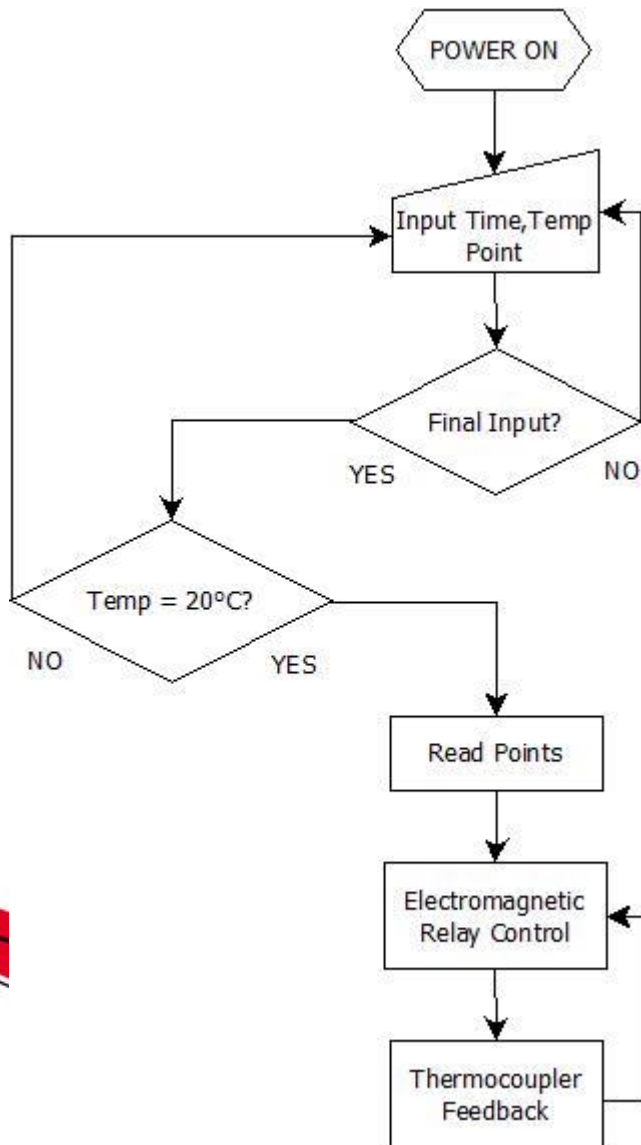 POWER ON
Input Time,Temp
Point
Final Input?
YES
NO
Temp = 20°C?
NO
YES
Read Points
Electromagnetic
Relay Control
Thermocoupler
Feedback